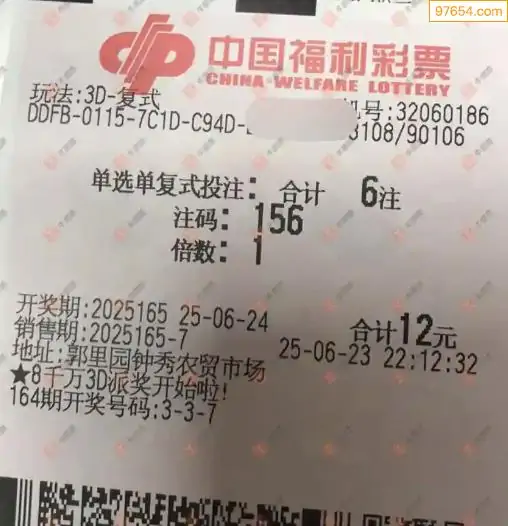 97654.com
中国福利彩票
CHINA WELFARE LOTTERY
玩法:3D-复式 机号:32060186
DDFB-0115-7C1D-C94D- 3108/90106
单选单复式投注: 合计 6注
注码: 156
倍数: 1
开奖期:2025165 25-06-24 合计12元
销售期:2025165-7 25-06-23 22:12:32
地址:郭里园钟秀农贸市场
★8千万3D派奖开始啦!
164期开奖号码:3-3-7